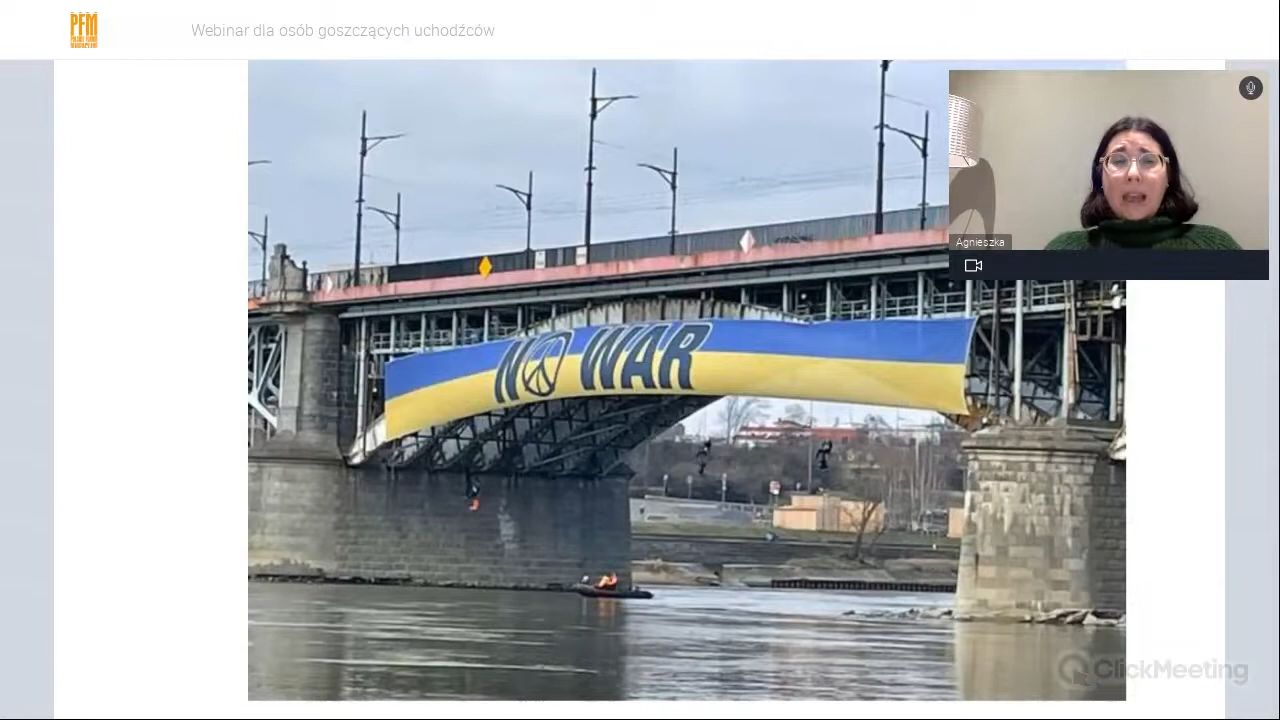 PFM
Webinar dla osób goszczących uchodźców
Agnieszka
NO WAR
ClickMeeting